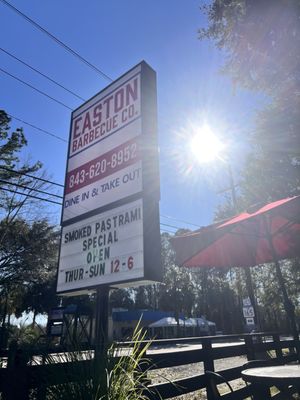 EASTON
BARBECUE CO.
843-620-8952
DINE IN & TAKE OUT
SMOKED PASTRAMI
SPECIAL
OPEN
THUR-SUN 12-6